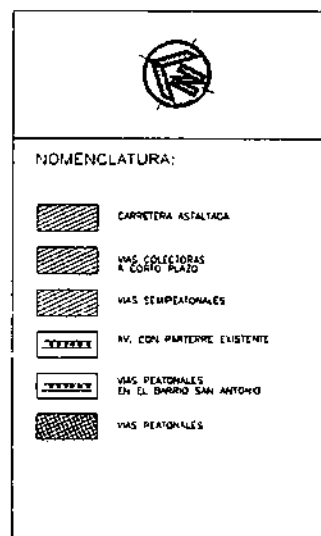 NOMENCLATURA:
CARRETERA ASFALTADA
VIAS COLECTORAS
A CORTO PLAZO
VIAS SEMIPEATONALES
AV. CON PARTERRE EXISTENTE
VIAS PEATONALES
EN EL BARRIO SAN ANTONIO
VIAS PEATONALES